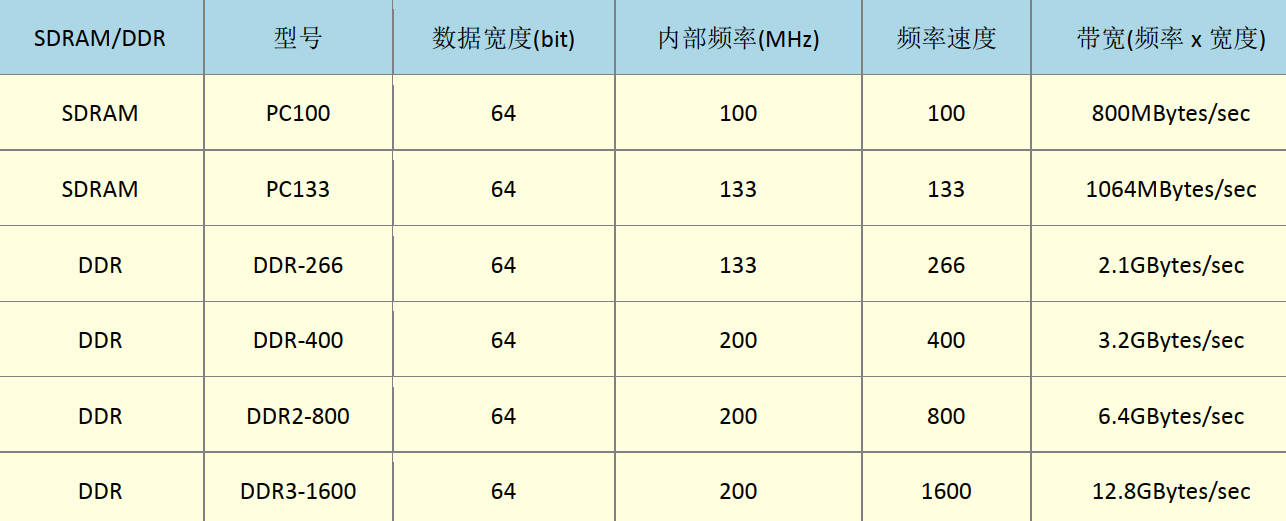 SDRAM/DDR 型号 数据宽度(bit) 内部频率(MHz) 频率速度 带宽(频率 x 宽度)
SDRAM PC100 64 100 100 800MBytes/sec
SDRAM PC133 64 133 133 1064MBytes/sec
DDR DDR-266 64 133 266 2.1GBytes/sec
DDR DDR-400 64 200 400 3.2GBytes/sec
DDR DDR2-800 64 200 800 6.4GBytes/sec
DDR DDR3-1600 64 200 1600 12.8GBytes/sec